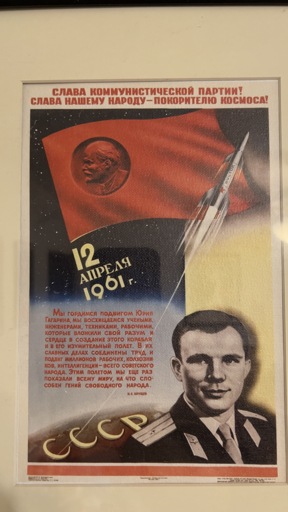 СЛАВА КОММУНИСТИЧЕСКОЙ ПАРТИИ!
СЛАВА НАШЕМУ НАРОДУ—ПОКОРИТЕЛЮ КОСМОСА!
12
АПРЕЛЯ
1961 г.
МЫ ГОРДИМСЯ ПОДВИГОМ ЮРИЯ
ГАГАРИНА, МЫ ВОСХИЩАЕМСЯ УЧЕНЫМИ,
ИНЖЕНЕРАМИ, ТЕХНИКАМИ, РАБОЧИМИ,
КОТОРЫЕ ВЛОЖИЛИ СВОЙ РАЗУМ И
СЕРДЦЕ В СОЗДАНИЕ ЭТОГО КОРАБЛЯ
И В ЕГО ИЗУМИТЕЛЬНЫЙ ПОЛЕТ. В ИХ
СЛАВНЫХ ДЕЛАХ СОЕДИНЕНЫ ТРУД И
ПОДВИГ МИЛЛИОНОВ РАБОЧИХ, КОЛХОЗНИ
КОВ, ИНТЕЛЛИГЕНЦИИ—ВСЕГО СОВЕТСКОГО
НАРОДА. ЭТИМ ПОЛЕТОМ МЫ ЕЩЕ РАЗ
ПОКАЗАЛИ ВСЕМУ МИРУ, НА ЧТО СПО
СОБЕН ГЕНИЙ СВОБОДНОГО НАРОДА.
СССР